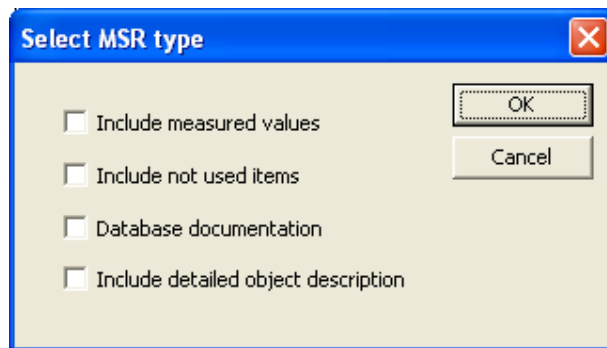 Select MSR type
Include measured values
OK
Include not used items
Cancel
Database documentation
Include detailed object description